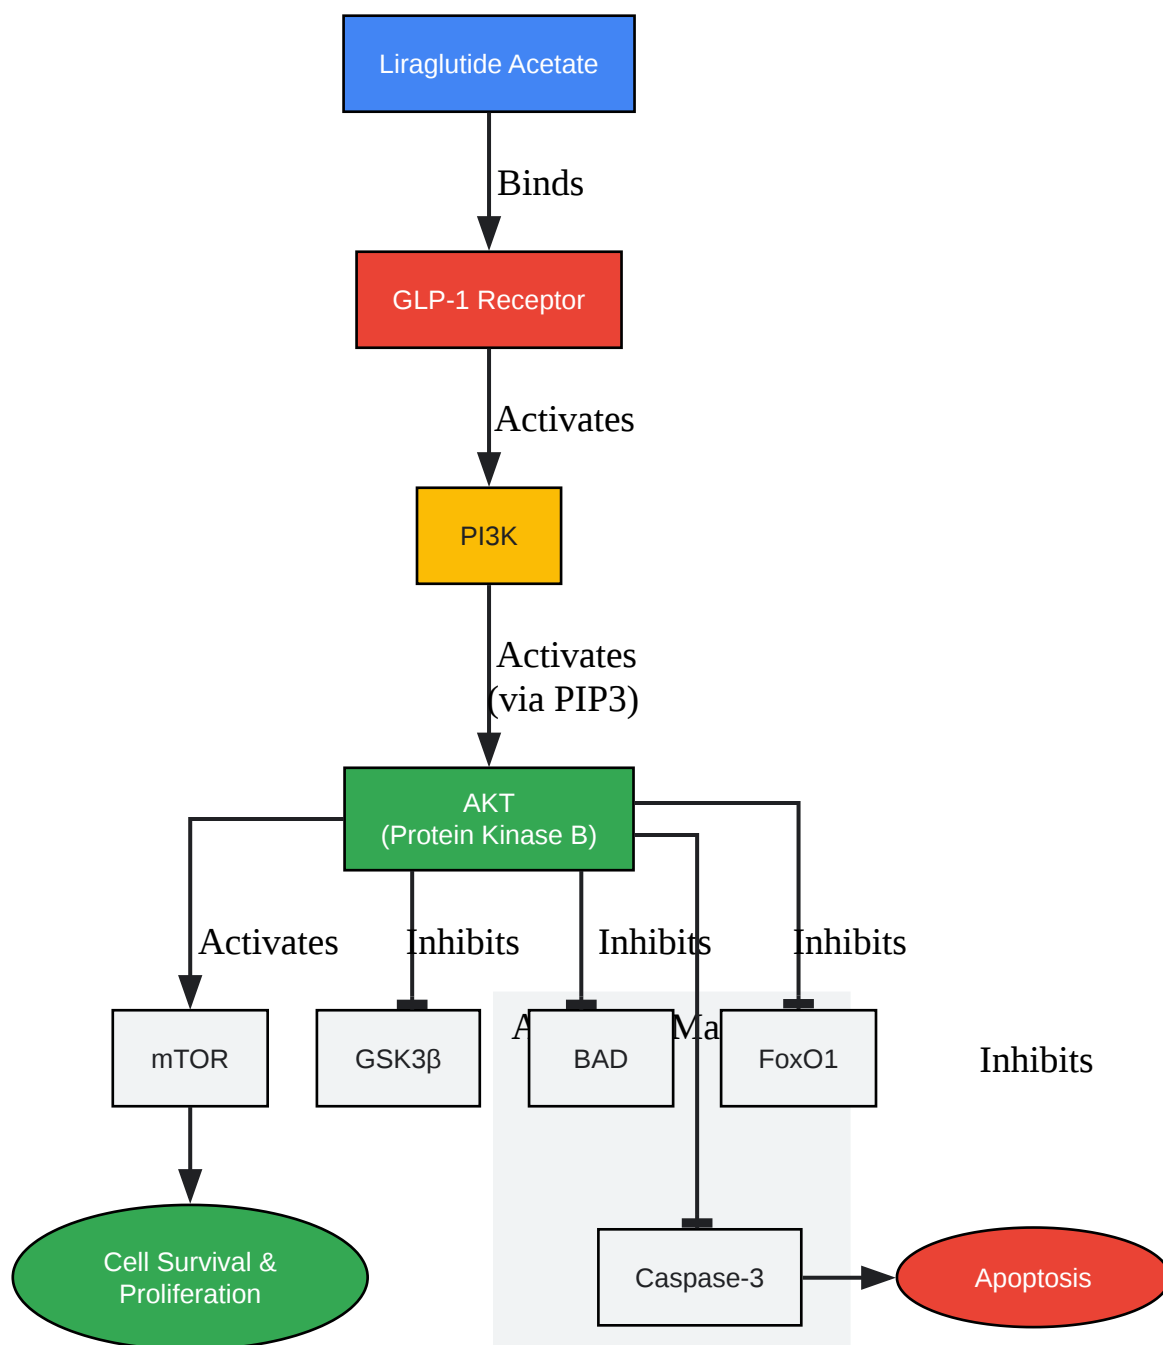 Liraglutide Acetate
Binds
GLP-1 Receptor
Activates
PI3K
Activates
(via PIP3)
AKT
(Protein Kinase B)
Activates
Inhibits
Inhibits
Inhibits
mTOR
GSK3β
BAD
FoxO1
Inhibits
Cell Survival &
Proliferation
Caspase-3
Apoptosis